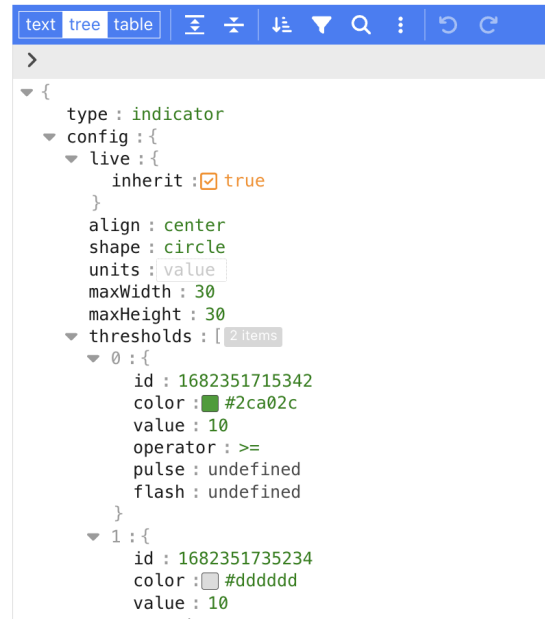 text tree table
{
type : indicator
config : {
live : {
inherit : true
}
align : center
shape : circle
units : value
maxWidth : 30
maxHeight : 30
thresholds : [ 2 items
0 : {
id : 1682351715342
color : #2ca02c
value : 10
operator : >=
pulse : undefined
flash : undefined
}
1 : {
id : 1682351735234
color : #dddddd
value : 10